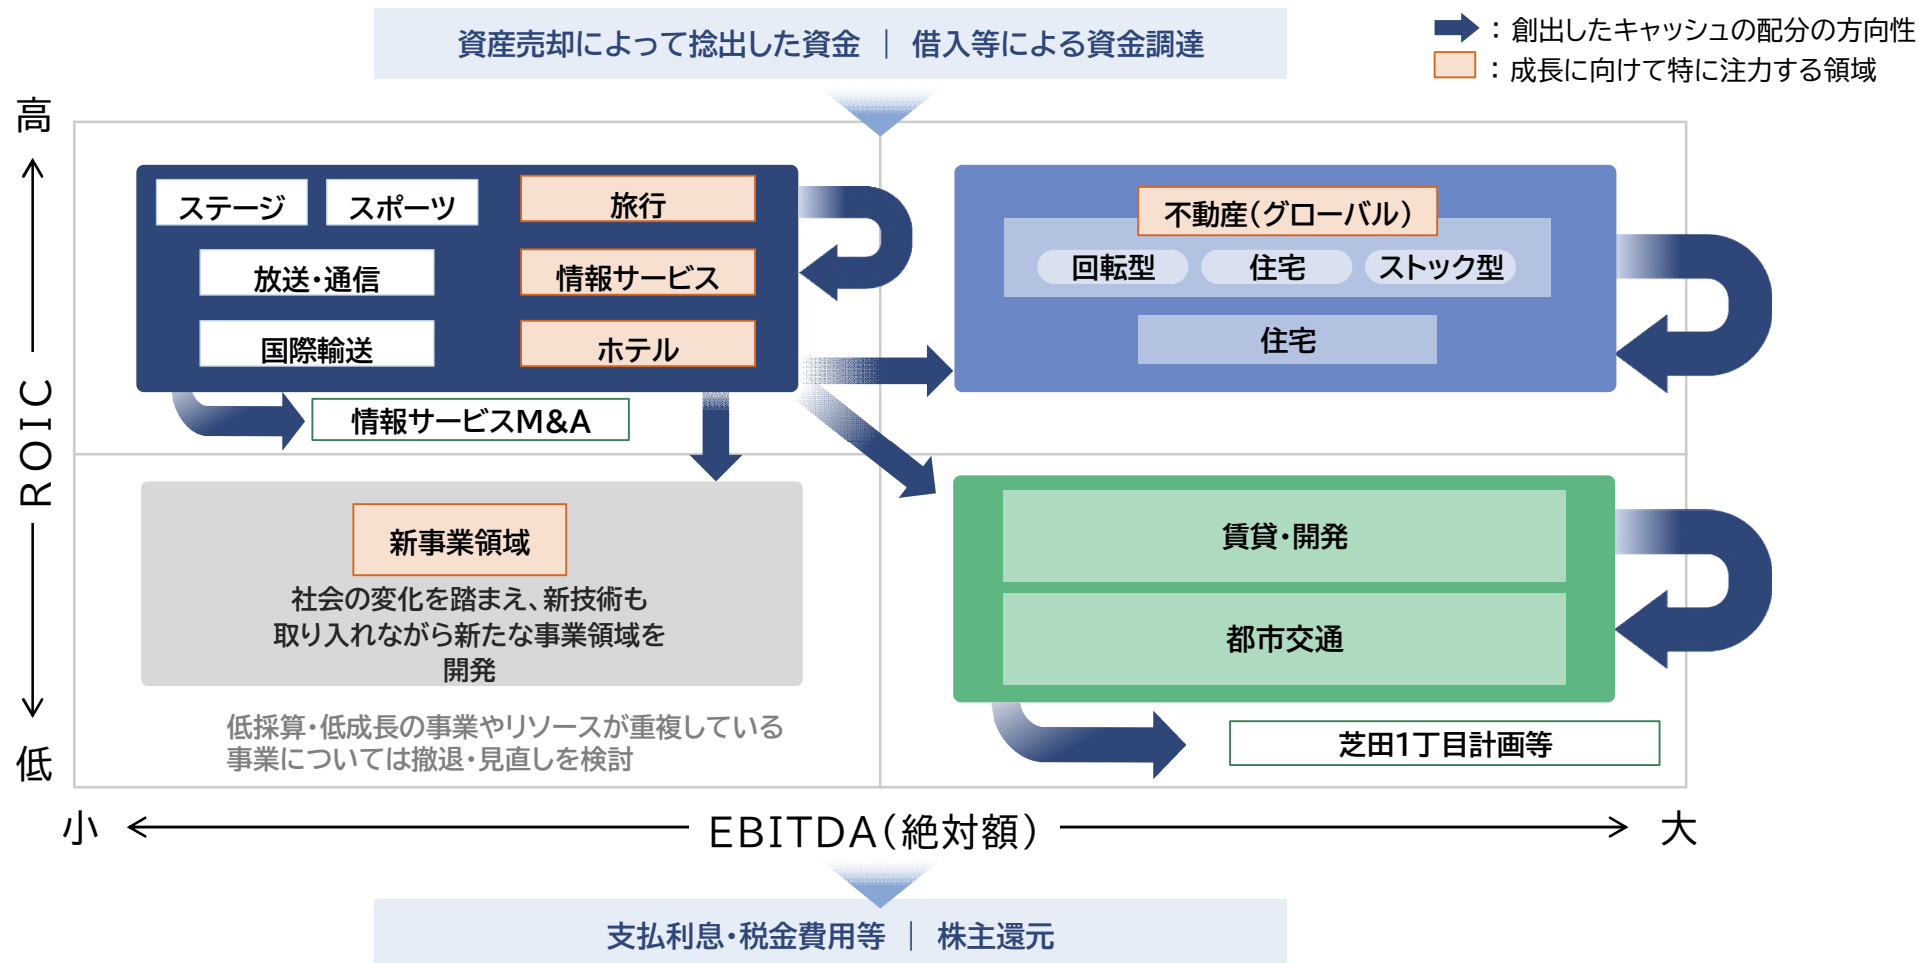 資産売却によって捻出した資金 | 借入等による資金調達
：創出したキャッシュの配分の方向性
：成長に向けて特に注力する領域
高
ROIC
低
ステージ
スポーツ
旅行
放送・通信
情報サービス
国際輸送
ホテル
情報サービスM&A
不動産（グローバル）
回転型
住宅
ストック型
住宅
新事業領域
社会の変化を踏まえ、新技術も
取り入れながら新たな事業領域を
開発
低採算・低成長の事業やリソースが重複している
事業については撤退・見直しを検討
賃貸・開発
都市交通
芝田1丁目計画等
小
EBITDA（絶対額）
大
支払利息・税金費用等 | 株主還元